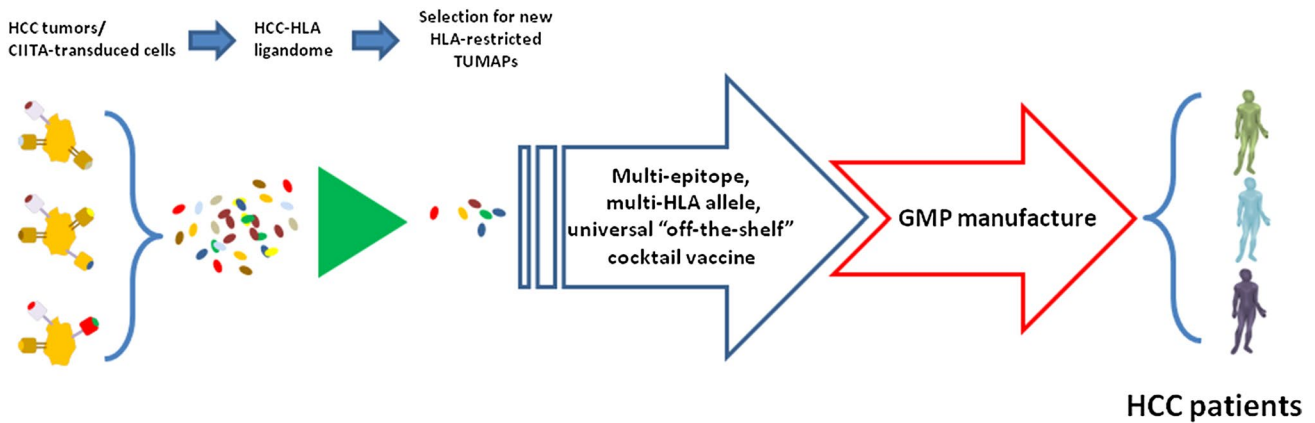 HCC tumors/
CIITA-transduced cells
HCC-HLA
ligandome
Selection for new
HLA-restricted
TUMAPs
Multi-epitope,
multi-HLA allele,
universal “off-the-shelf”
cocktail vaccine
GMP manufacture
HCC patients